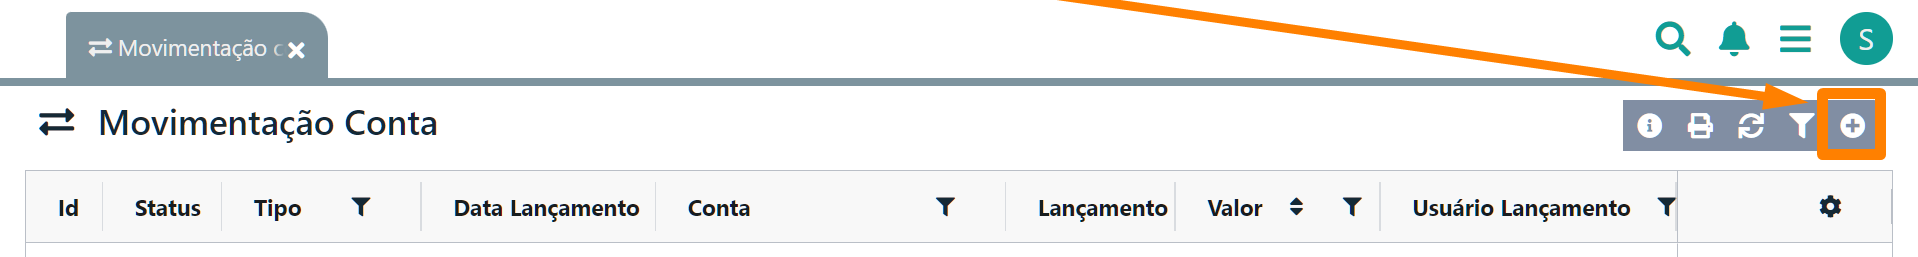 Movimentação c
S
Movimentação Conta
Id Status Tipo Data Lançamento Conta Lançamento Valor Usuário Lançamento